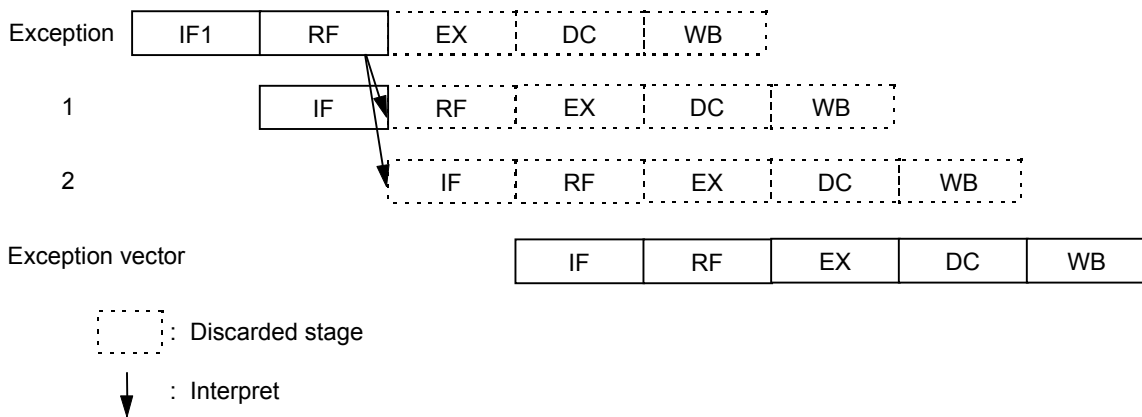 Exception IF1 RF EX DC WB
1 IF RF EX DC WB
2 IF RF EX DC WB
Exception vector IF RF EX DC WB
: Discarded stage
: Interpret